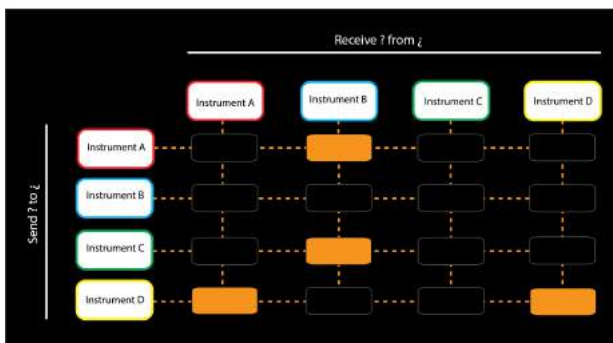 Receive ? from ¿
Instrument A
Instrument B
Instrument C
Instrument D
Send ? to ¿
Instrument A
Instrument B
Instrument C
Instrument D